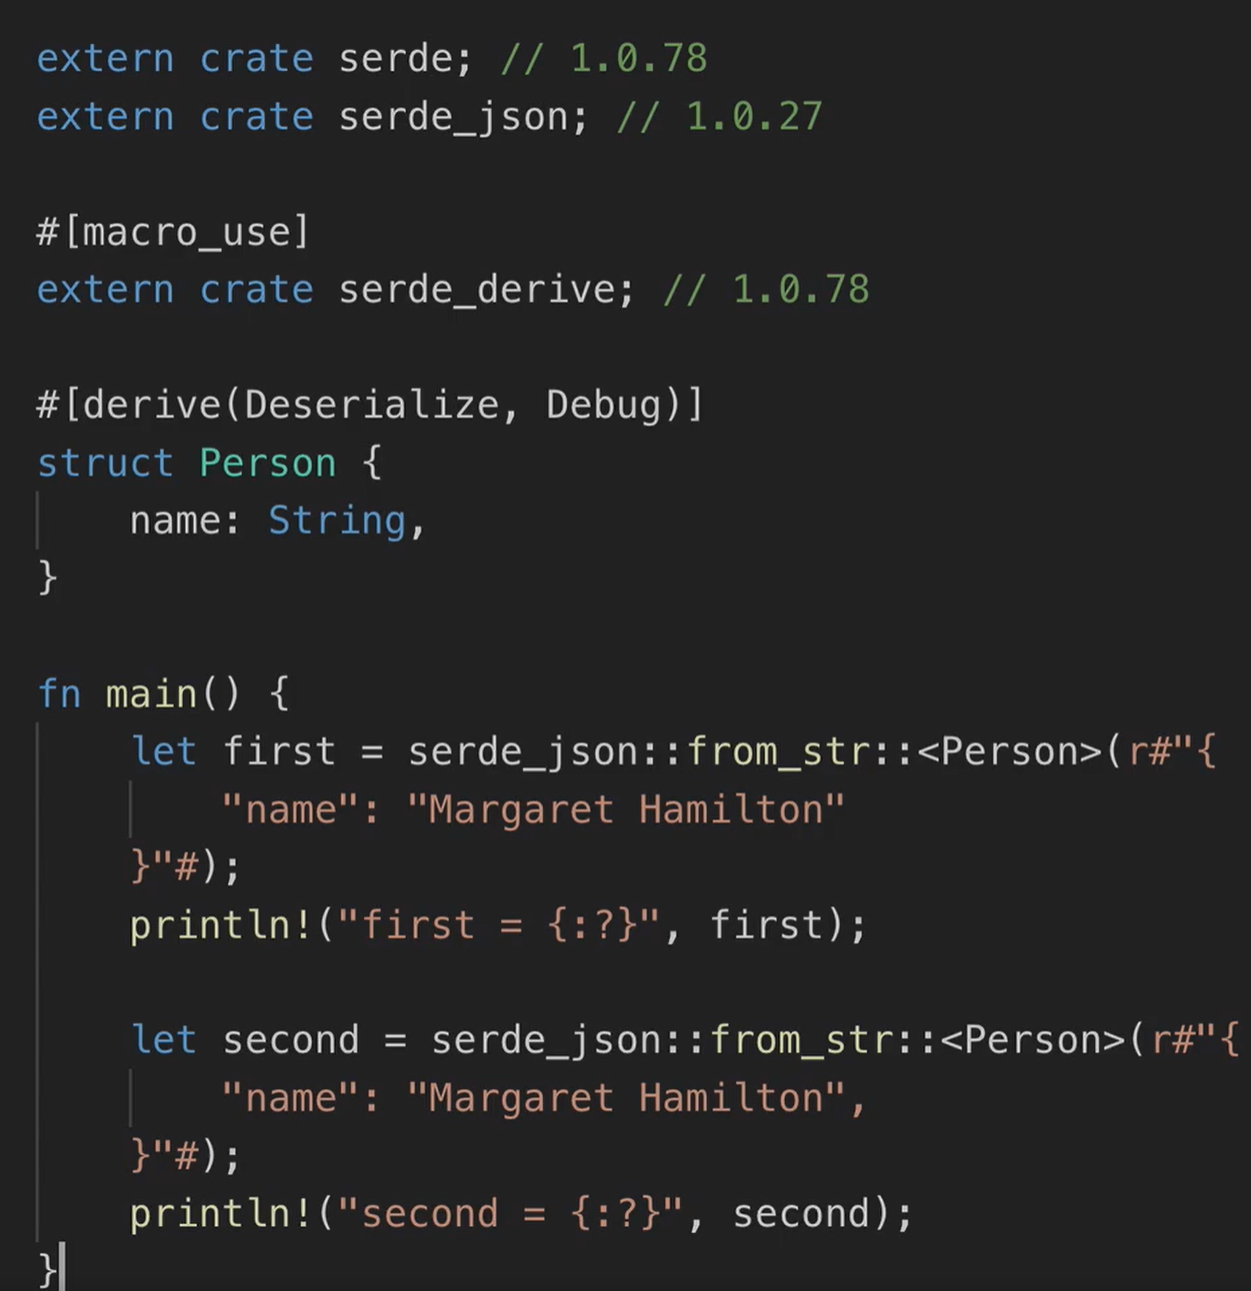 extern crate serde; // 1.0.78
extern crate serde_json; // 1.0.27

#[macro_use]
extern crate serde_derive; // 1.0.78

#[derive(Deserialize, Debug)]
struct Person {
    name: String,
}

fn main() {
    let first = serde_json::from_str::<Person>(r#"{
        "name": "Margaret Hamilton"
    }"#);
    println!("first = {:?}", first);

    let second = serde_json::from_str::<Person>(r#"{
        "name": "Margaret Hamilton",
    }"#);
    println!("second = {:?}", second);
}